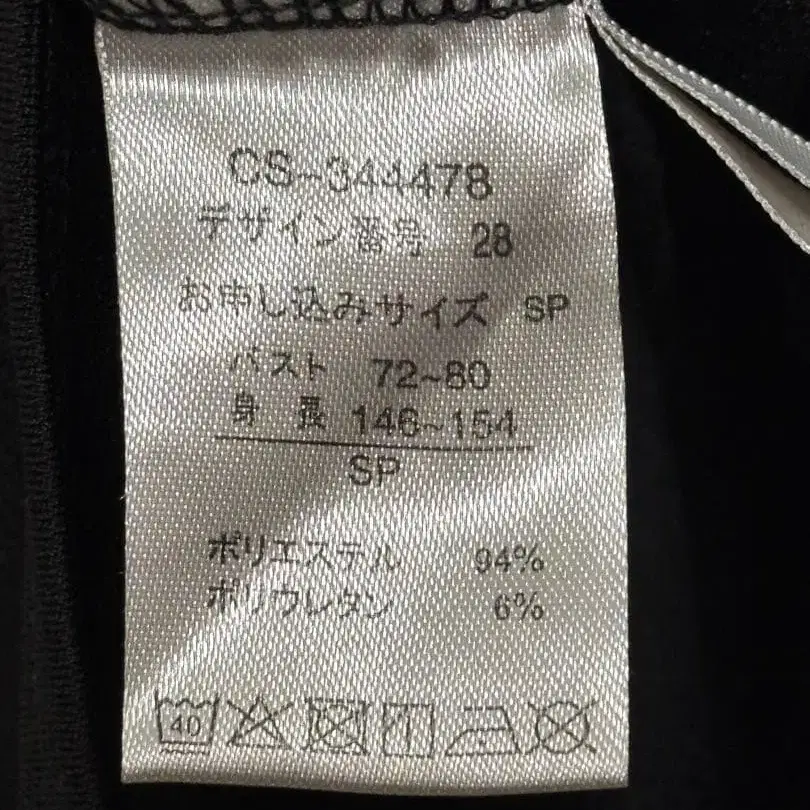 CS-344478
デザイン番号 28
お申し込みサイズ SP
バスト 72~80
身 長 146~154
SP
ポリエステル 94%
ポリウレタン 6%
40